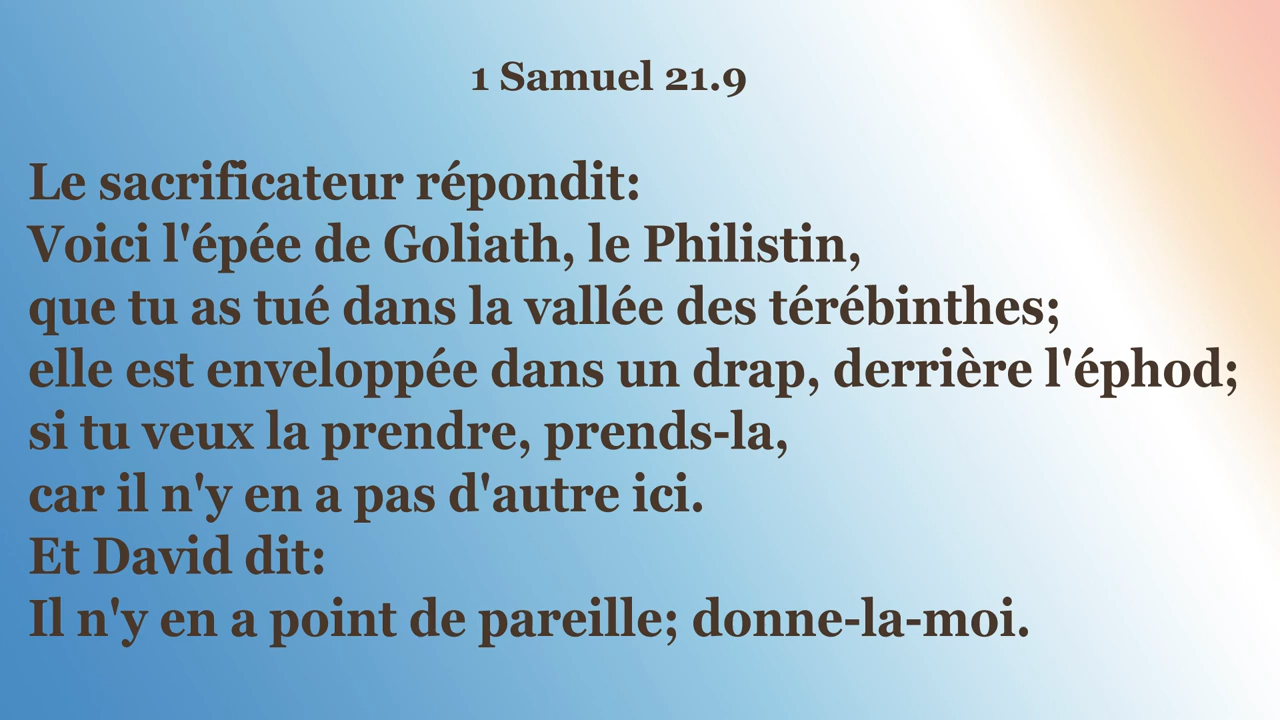 1 Samuel 21.9
Le sacrificateur répondit:
Voici l'épée de Goliath, le Philistin,
que tu as tué dans la vallée des térébinthes;
elle est enveloppée dans un drap, derrière l'éphod;
si tu veux la prendre, prends-la,
car il n'y en a pas d'autre ici.
Et David dit:
Il n'y en a point de pareille; donne-la-moi.